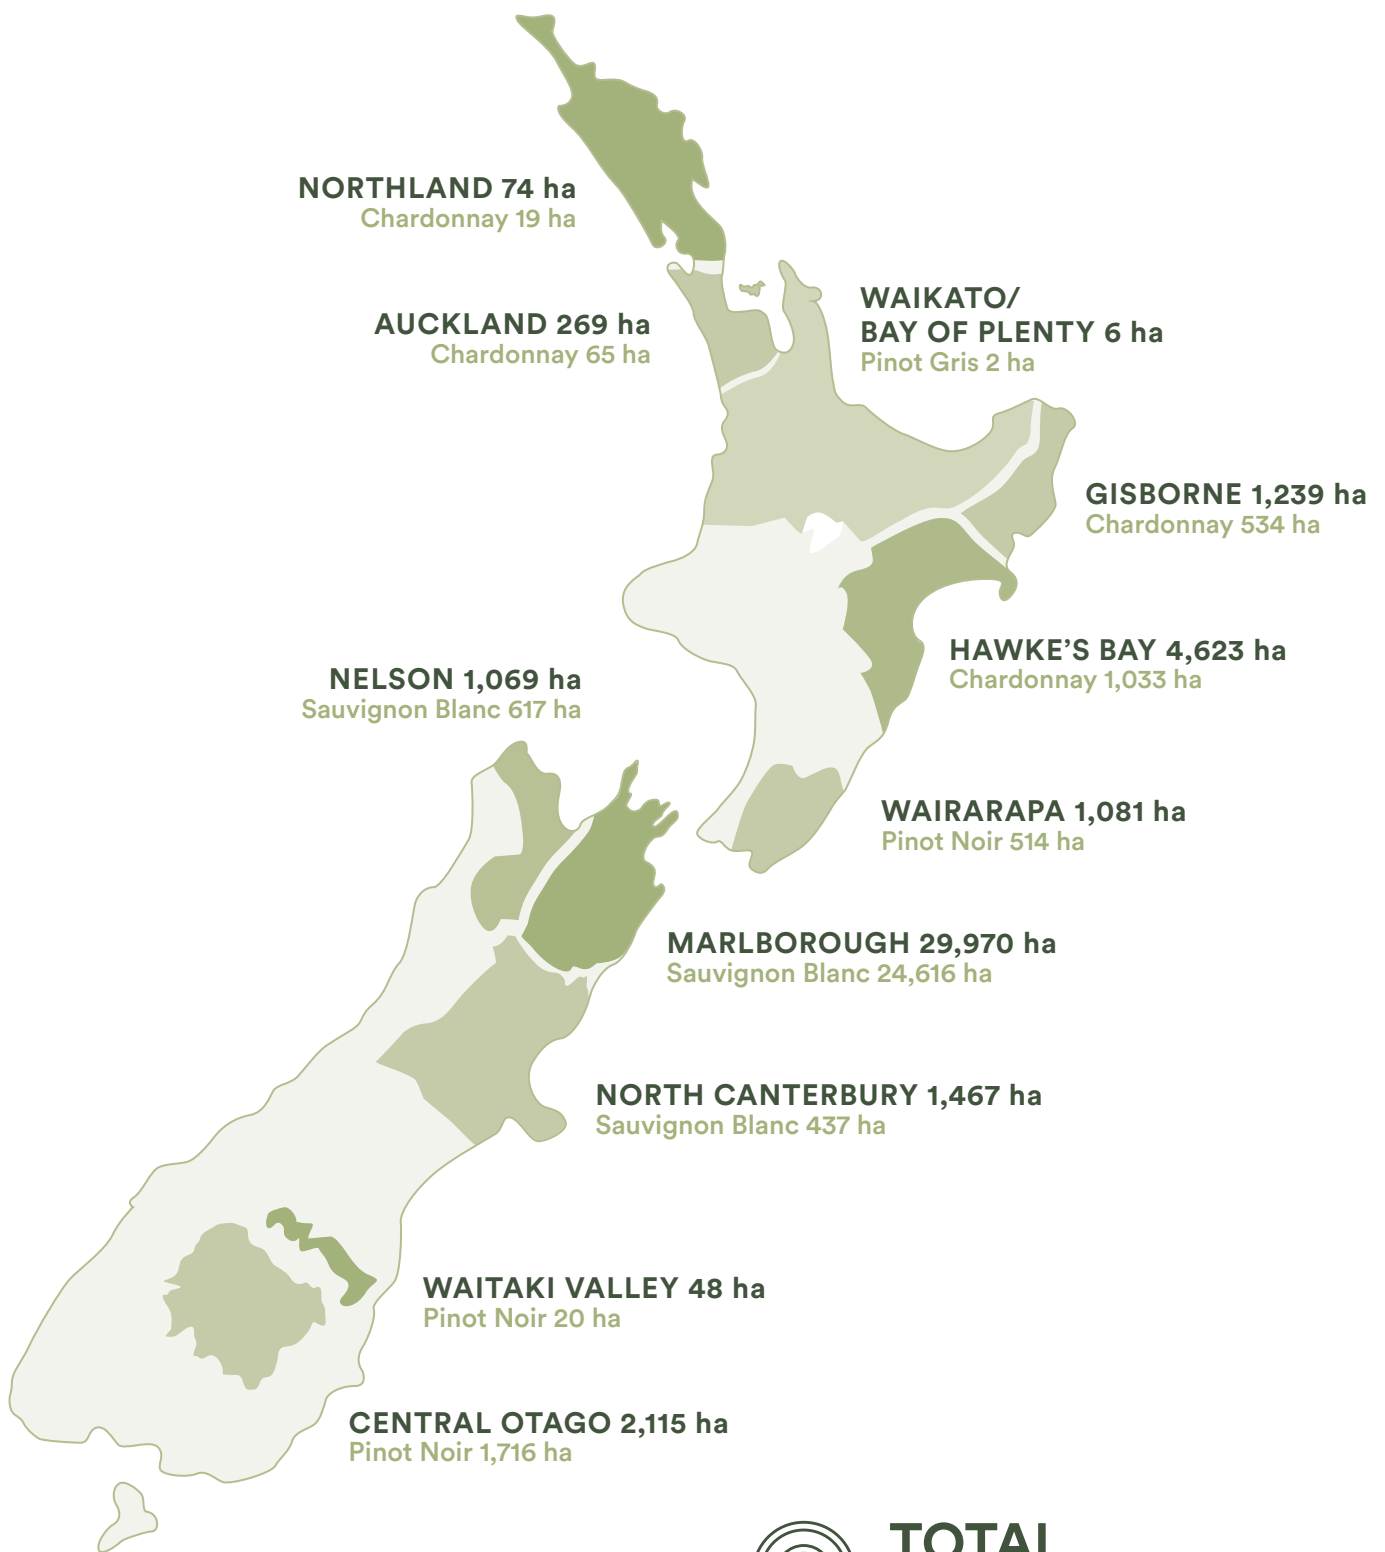 NORTHLAND 74 ha
Chardonnay 19 ha
AUCKLAND 269 ha
Chardonnay 65 ha
WAIKATO/
BAY OF PLENTY 6 ha
Pinot Gris 2 ha
GISBORNE 1,239 ha
Chardonnay 534 ha
HAWKE’S BAY 4,623 ha
Chardonnay 1,033 ha
NELSON 1,069 ha
Sauvignon Blanc 617 ha
WAIRARAPA 1,081 ha
Pinot Noir 514 ha
MARLBOROUGH 29,970 ha
Sauvignon Blanc 24,616 ha
NORTH CANTERBURY 1,467 ha
Sauvignon Blanc 437 ha
WAITAKI VALLEY 48 ha
Pinot Noir 20 ha
CENTRAL OTAGO 2,115 ha
Pinot Noir 1,716 ha
TOTAL